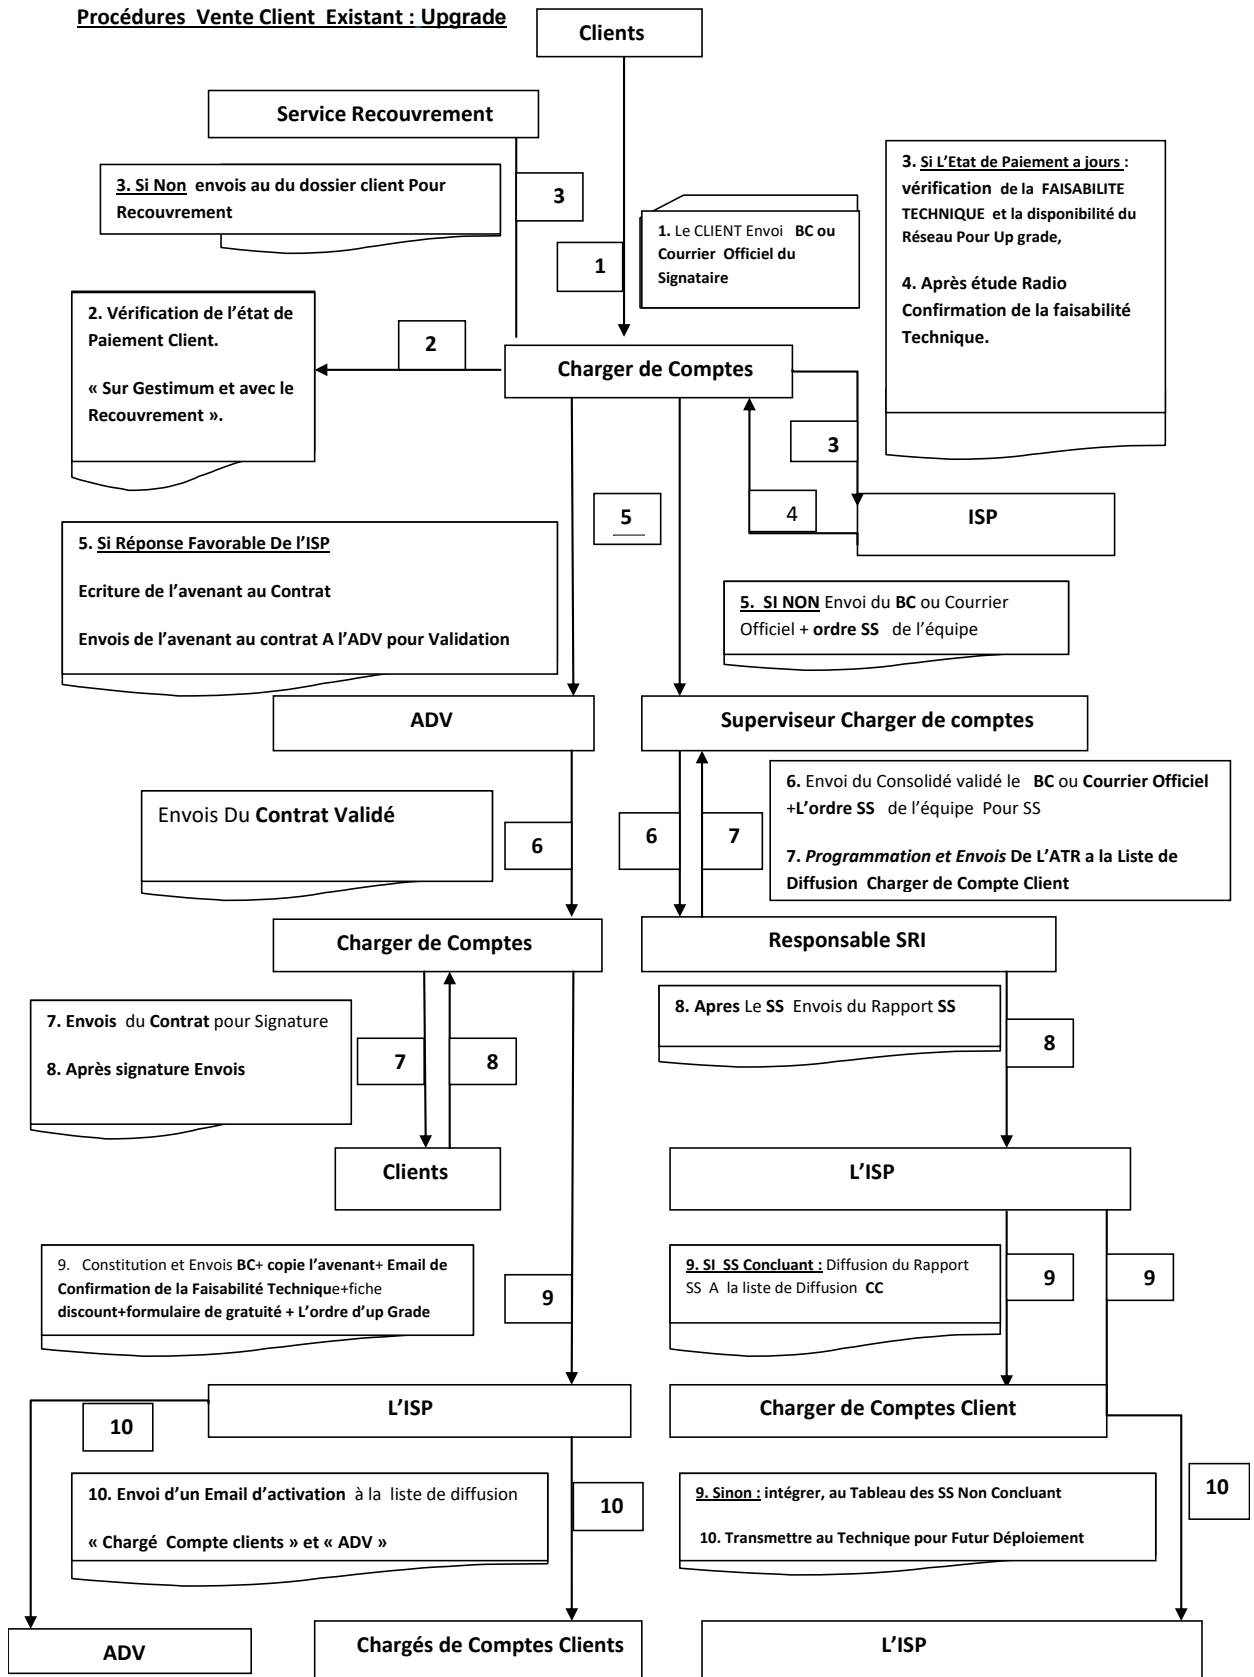 Procédures Vente Client Existant : Upgrade
Clients
Service Recouvrement
3. Si Non envois au du dossier client Pour
Recouvrement
3
1
1. Le CLIENT Envoi BC ou
Courrier Officiel du
Signataire
3. Si L'Etat de Paiement a jours :
vérification de la FAISABILITE
TECHNIQUE et la disponibilité du
Réseau Pour Up grade,
4. Après étude Radio
Confirmation de la faisabilité
Technique.
2. Vérification de l'état de
Paiement Client.
« Sur Gestimum et avec le
Recouvrement ».
2
Charger de Comptes
3
4
5
ISP
5. Si Réponse Favorable De l'ISP
Ecriture de l'avenant au Contrat
Envois de l'avenant au contrat A l'ADV pour Validation
5. SI NON Envoi du BC ou Courrier
Officiel + ordre SS de l'équipe
ADV
Superviseur Charger de comptes
Envois Du Contrat Validé
6
6
7
6. Envoi du Consolidé validé le BC ou Courrier Officiel
+L'ordre SS de l'équipe Pour SS
7. Programmation et Envois De L'ATR a la Liste de
Diffusion Charger de Compte Client
Charger de Comptes
Responsable SRI
7. Envois du Contrat pour Signature
8. Après signature Envois
7
8
8. Apres Le SS Envois du Rapport SS
8
Clients
L'ISP
9. Constitution et Envois BC+ copie l'avenant+ Email de
Confirmation de la Faisabilité Technique+fiche
discount+formulaire de gratuité + L'ordre d'up Grade
9
9. SI SS Concluant : Diffusion du Rapport
SS A la liste de Diffusion CC
9
9
L'ISP
Charger de Comptes Client
10
10. Envoi d'un Email d'activation à la liste de diffusion
« Chargé Compte clients » et « ADV »
10
9. Sinon : intégrer, au Tableau des SS Non Concluant
10. Transmettre au Technique pour Futur Déploiement
10
ADV
Chargés de Comptes Clients
L'ISP